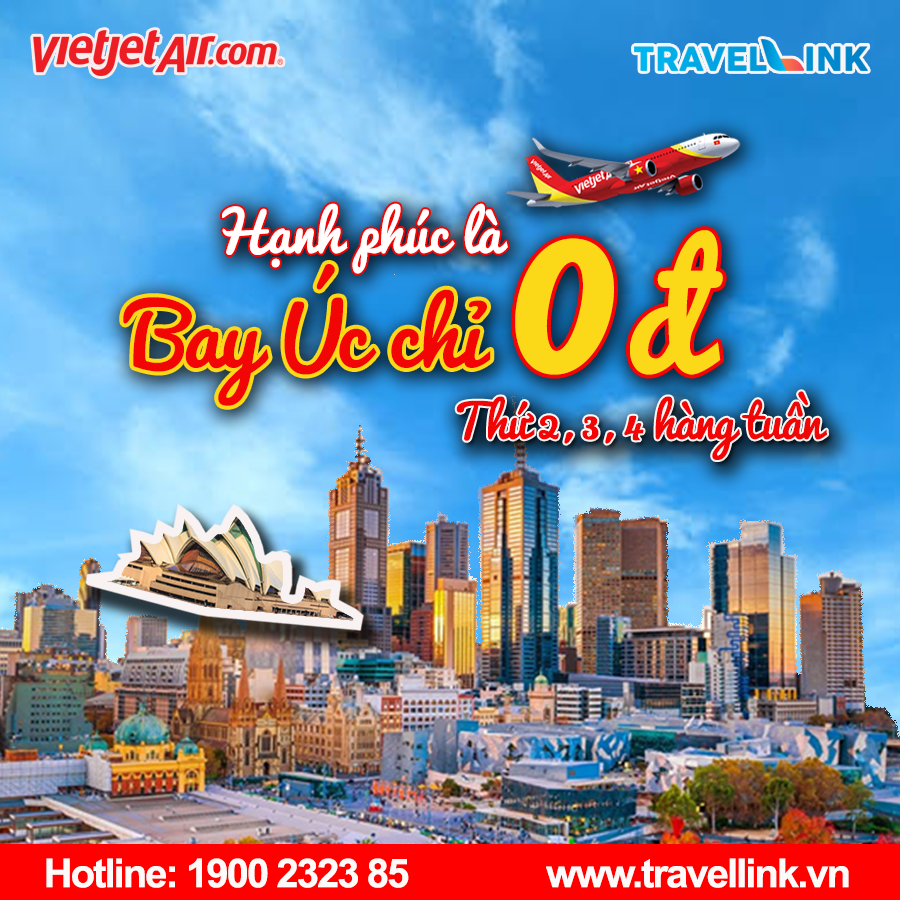 vietjetAir.com
TRAVELLINK
vietjetAir
Hạnh phúc là
Bay Úc chỉ 0 đ
Thứ 2, 3, 4 hàng tuần
Hotline: 1900 2323 85
www.travellink.vn